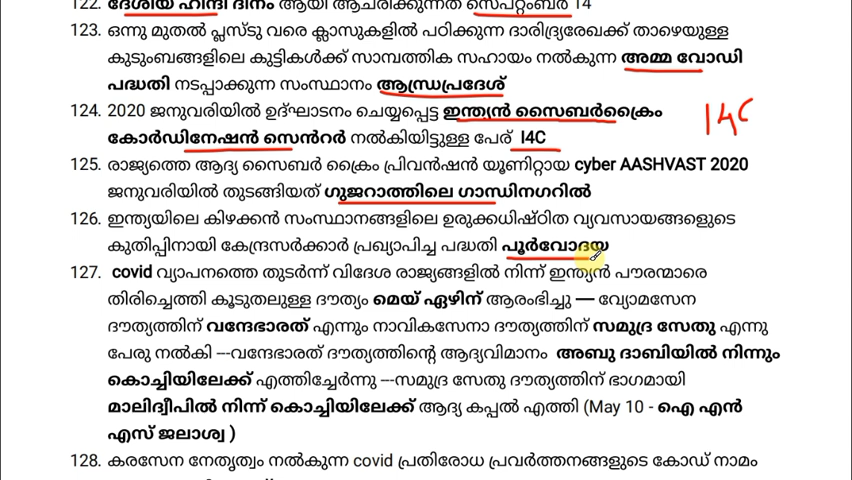 122. ദേശീയ ഹിന്ദി ദിനം ആയി ആചരിക്കുന്നത് സെപ്റ്റംബർ 14
123. ഒന്നു മുതൽ പ്ലസ്ടു വരെ ക്ലാസുകളിൽ പഠിക്കുന്ന ദാരിദ്ര്യരേഖക്ക് താഴെയുള്ള
കുടുംബങ്ങളിലെ കുട്ടികൾക്ക് സാമ്പത്തിക സഹായം നൽകുന്ന അമ്മ വോഡി
പദ്ധതി നടപ്പാക്കുന്ന സംസ്ഥാനം ആന്ധ്രപ്രദേശ്
124. 2020 ജനുവരിയിൽ ഉദ്ഘാടനം ചെയ്യപ്പെട്ട ഇന്ത്യൻ സൈബർക്രൈം
കോർഡിനേഷൻ സെൻറർ നൽകിയിട്ടുള്ള പേര് I4C
I4C
125. രാജ്യത്തെ ആദ്യ സൈബർ ക്രൈം പ്രിവൻഷൻ യൂണിറ്റായ cyber AASHVAST 2020
ജനുവരിയിൽ തുടങ്ങിയത് ഗുജറാത്തിലെ ഗാന്ധിനഗറിൽ
126. ഇന്ത്യയിലെ കിഴക്കൻ സംസ്ഥാനങ്ങളിലെ ഉരുക്കധിഷ്ഠിത വ്യവസായങ്ങളുടെ
കുതിപ്പിനായി കേന്ദ്രസർക്കാർ പ്രഖ്യാപിച്ച പദ്ധതി പൂർവോദയ
127. covid വ്യാപനത്തെ തുടർന്ന് വിദേശ രാജ്യങ്ങളിൽ നിന്ന് ഇന്ത്യൻ പൗരന്മാരെ
തിരിച്ചെത്തി കൂടുതലുള്ള ദൗത്യം മെയ് ഏഴിന് ആരംഭിച്ചു — വ്യോമസേന
ദൗത്യത്തിന് വന്ദേഭാരത് എന്നും നാവികസേനാ ദൗത്യത്തിന് സമുദ്ര സേതു എന്നു
പേരു നൽകി ---വന്ദേഭാരത് ദൗത്യത്തിന്റെ ആദ്യവിമാനം അബു ദാബിയിൽ നിന്നും
കൊച്ചിയിലേക്ക് എത്തിച്ചേർന്നു ---സമുദ്ര സേതു ദൗത്യത്തിന് ഭാഗമായി
മാലിദ്വീപിൽ നിന്ന് കൊച്ചിയിലേക്ക് ആദ്യ കപ്പൽ എത്തി (May 10 - ഐ എൻ
എസ് ജലാശ്വ )
128. കരസേന നേതൃത്വം നൽകുന്ന covid പ്രതിരോധ പ്രവർത്തനങ്ങളുടെ കോഡ് നാമം